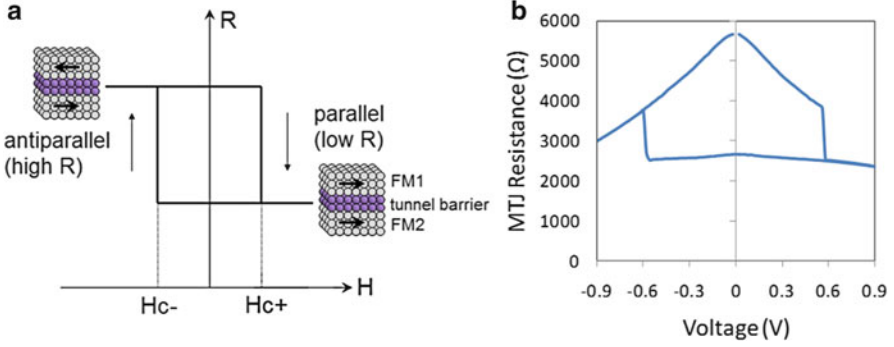 a
R
antiparallel
(high R)
parallel
(low R)
FM1
tunnel barrier
FM2
H
Hc-
Hc+
b
MTJ Resistance (Ω)
6000
5000
4000
3000
2000
1000
0
-0.9
-0.6
-0.3
0
0.3
0.6
0.9
Voltage (V)